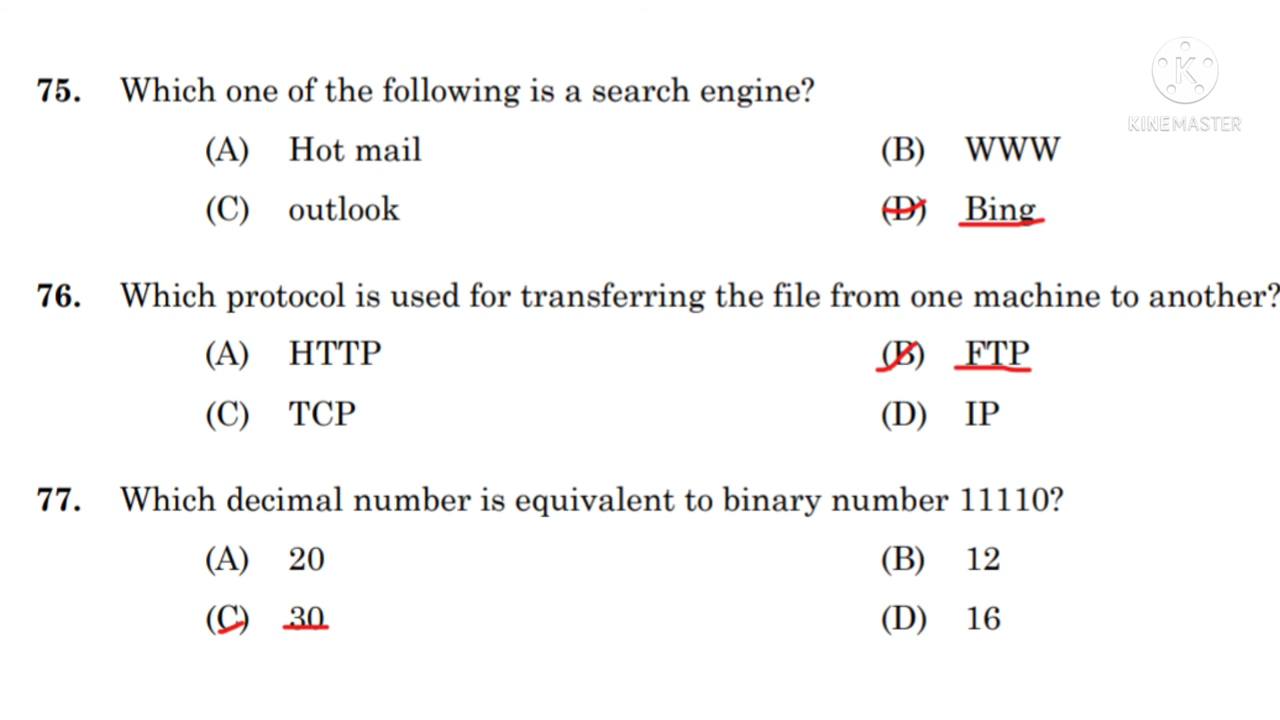 75. Which one of the following is a search engine?
(A) Hot mail (B) WWW
(C) outlook (D) Bing
76. Which protocol is used for transferring the file from one machine to another?
(A) HTTP (B) FTP
(C) TCP (D) IP
77. Which decimal number is equivalent to binary number 11110?
(A) 20 (B) 12
(C) 30 (D) 16
K
KINEMASTER